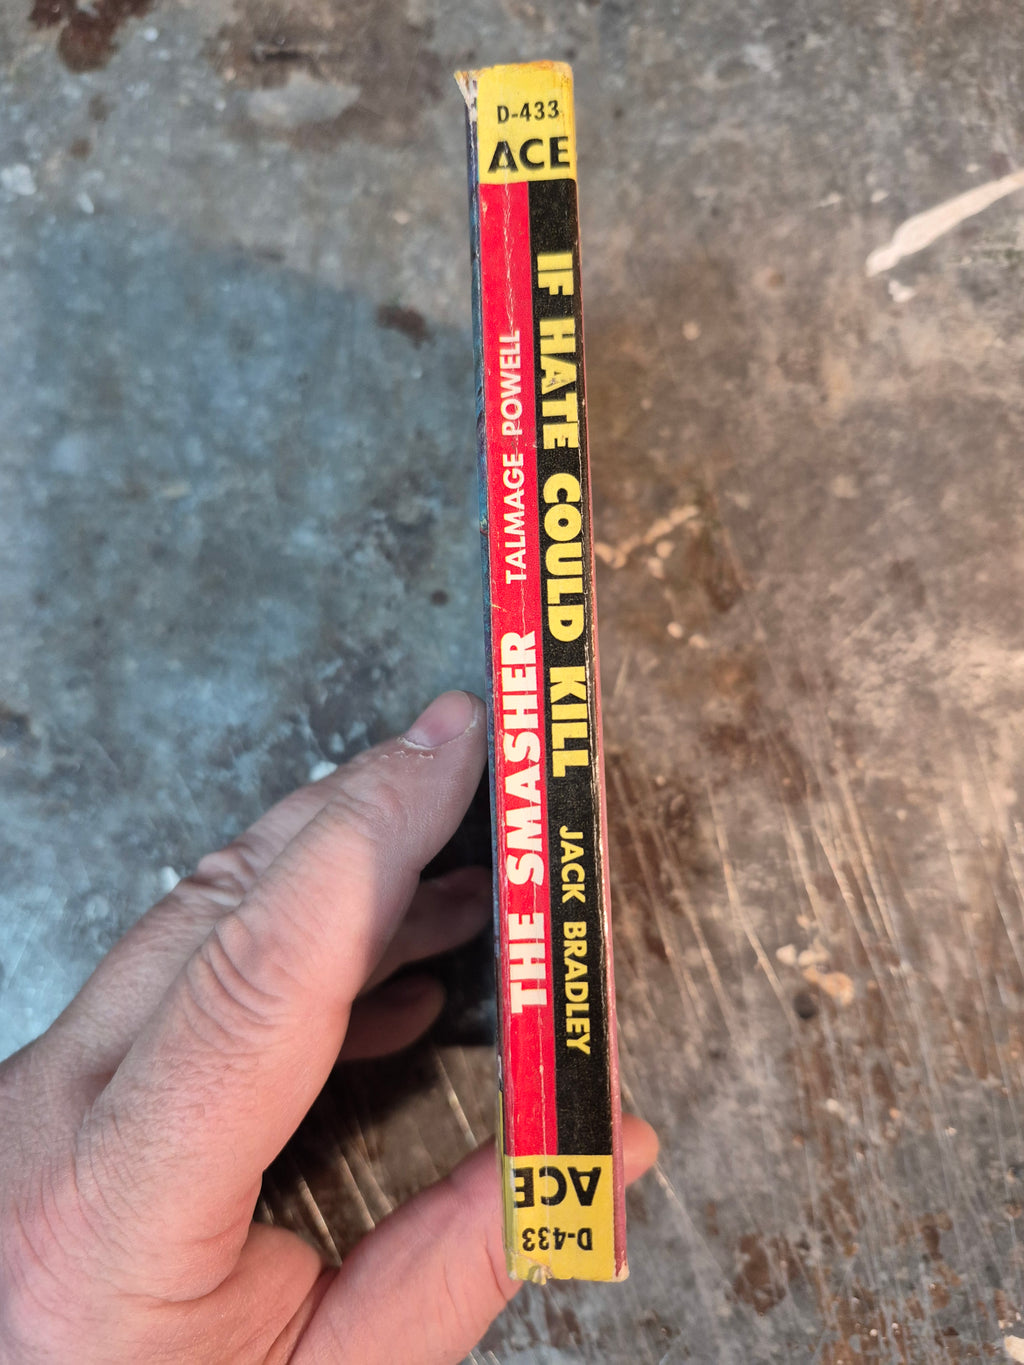 D-433
ACE
IF HATE COULD KILL JACK BRADLEY
THE SMASHER TALMAGE POWELL
ACE
D-433